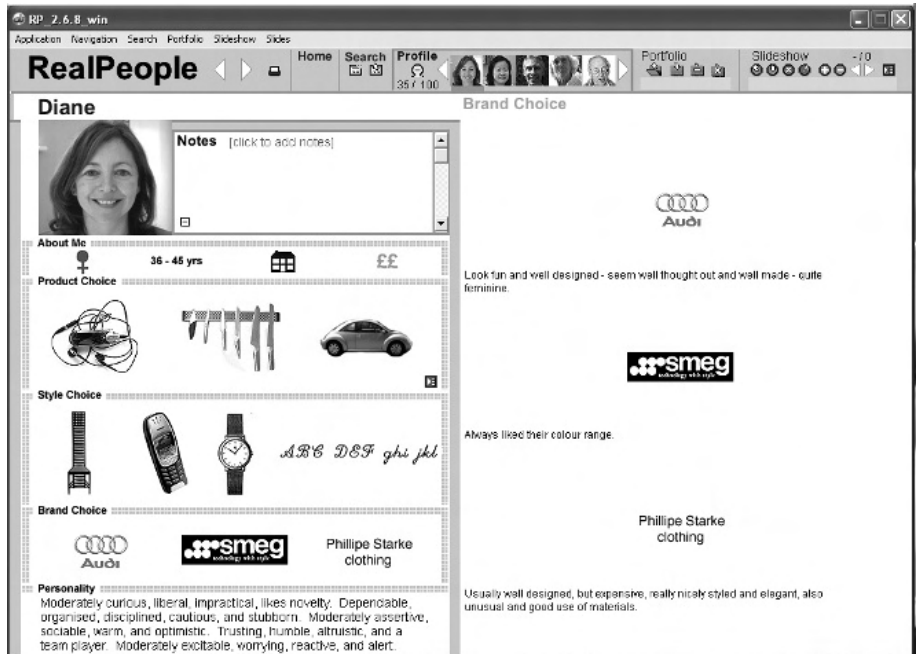 RP_2.6.8_win
Application Navigation Search Portfolio Slideshow Slides
RealPeople
Home
Search
Profile
35 / 100
Portfolio
Slideshow
- / 0
Diane
Notes [click to add notes]
About Me
36 - 45 yrs
££
Product Choice
Style Choice
ABC DEF ghi jkl
Brand Choice
Audi
smeg
technology with style
Phillipe Starke
clothing
Personality
Moderately curious, liberal, impractical, likes novelty. Dependable,
organised, disciplined, cautious, and stubborn. Moderately assertive,
sociable, warm, and optimistic. Trusting, humble, altruistic, and a
team player. Moderately excitable, worrying, reactive, and alert.
Brand Choice
Audi
Look fun and well designed - seem well thought out and well made - quite
feminine.
smeg
technology with style
Always liked their colour range.
Phillipe Starke
clothing
Usually well designed, but expensive, really nicely styled and elegant, also
unusual and good use of materials.